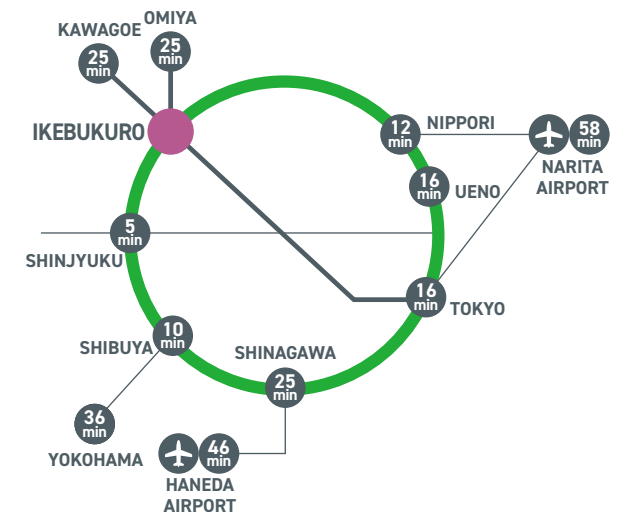 OMIYA
25
min
KAWAGOE
25
min
IKEBUKURO
12
min
NIPPORI
58
min
NARITA
AIRPORT
16
min
UENO
5
min
SHINJYUKU
16
min
TOKYO
10
min
SHIBUYA
SHINAGAWA
25
min
36
min
YOKOHAMA
46
min
HANEDA
AIRPORT